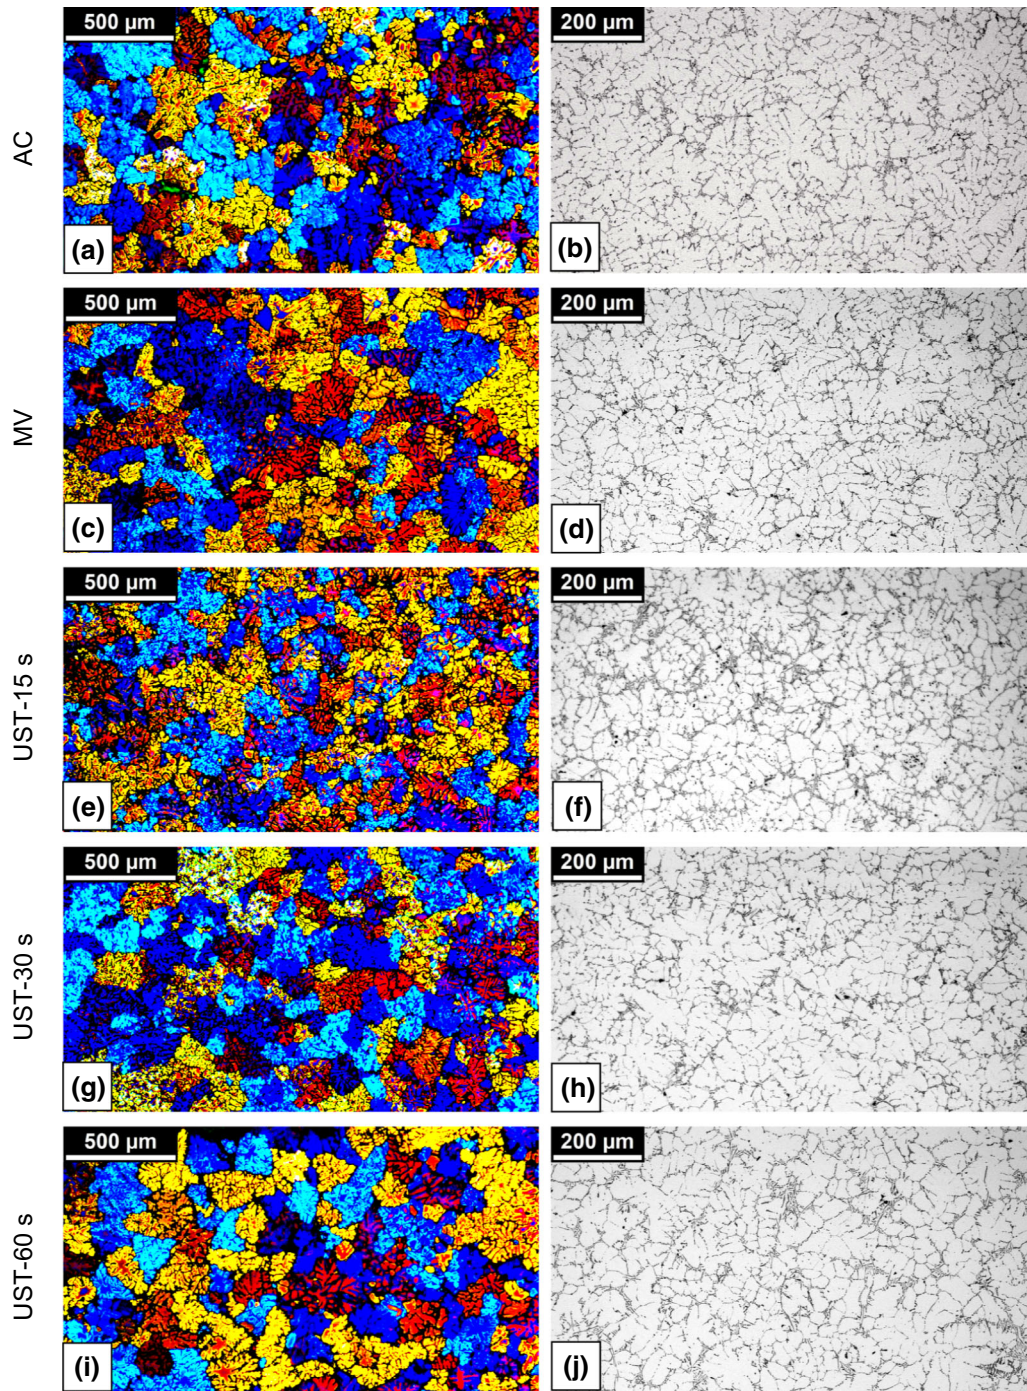 AC
500 µm
200 µm
(a)
(b)
MV
500 µm
200 µm
(c)
(d)
UST-15 s
500 µm
200 µm
(e)
(f)
UST-30 s
500 µm
200 µm
(g)
(h)
UST-60 s
500 µm
200 µm
(i)
(j)